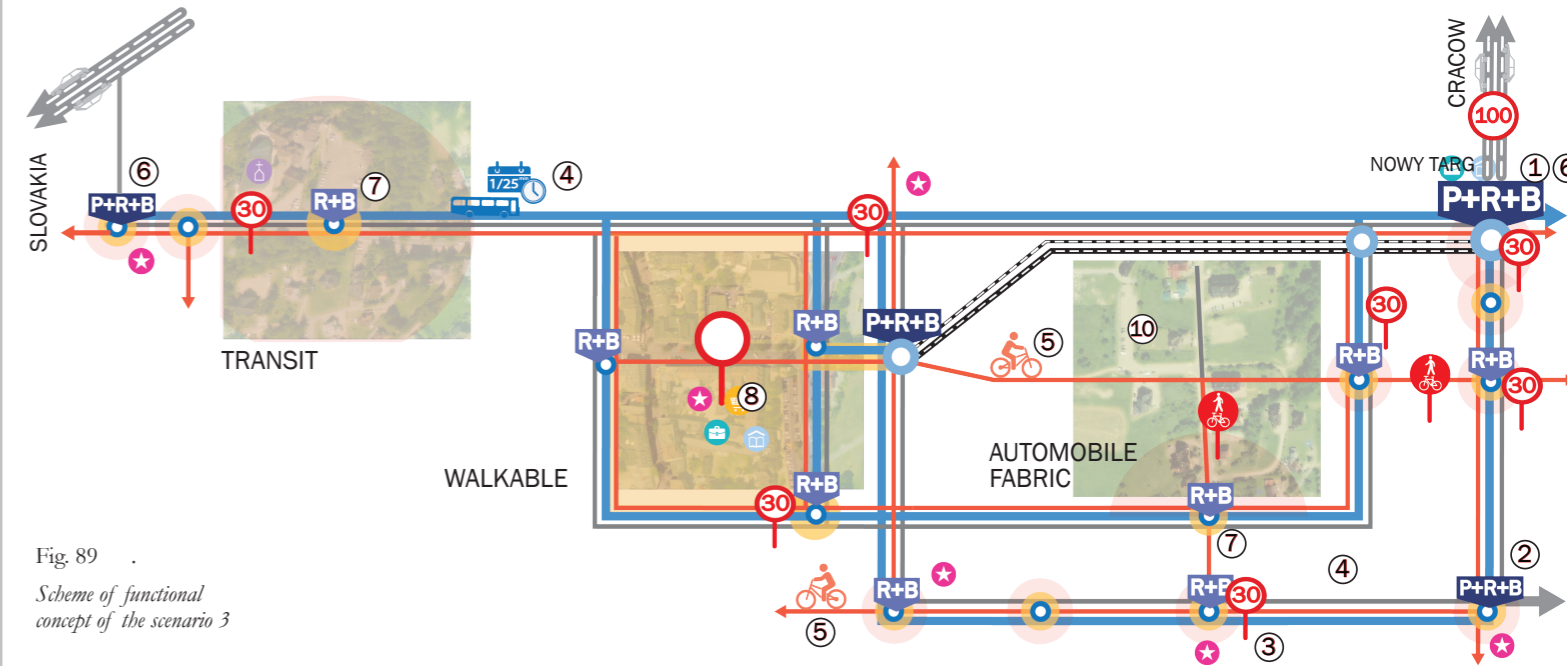 CRACOW
100
SLOVAKIA
NOWY TARG
1
6
6
P+R+B
P+R+B
7
R+B
30
1/25 min
4
30
30
TRANSIT
R+B
R+B
P+R+B
5
10
30
R+B
R+B
30
8
WALKABLE
AUTOMOBILE
FABRIC
30
R+B
R+B
7
Fig. 89 .
Scheme of functional
concept of the scenario 3
R+B
R+B
30
4
2
P+R+B
5
3